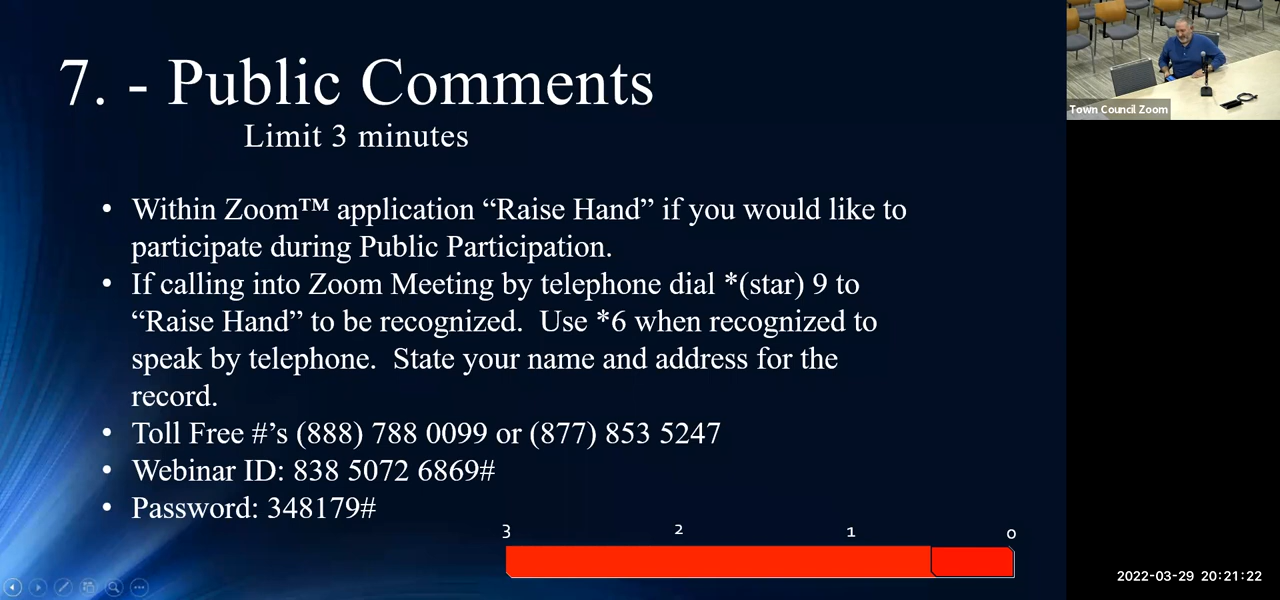 7. - Public Comments
Limit 3 minutes
• Within Zoom™ application “Raise Hand” if you would like to
participate during Public Participation.
• If calling into Zoom Meeting by telephone dial *(star) 9 to
“Raise Hand” to be recognized.  Use *6 when recognized to
speak by telephone.  State your name and address for the
record.
• Toll Free #’s (888) 788 0099 or (877) 853 5247
• Webinar ID: 838 5072 6869#
• Password: 348179#
3 2 1 0
Town Council Zoom
2022-03-29 20:21:22